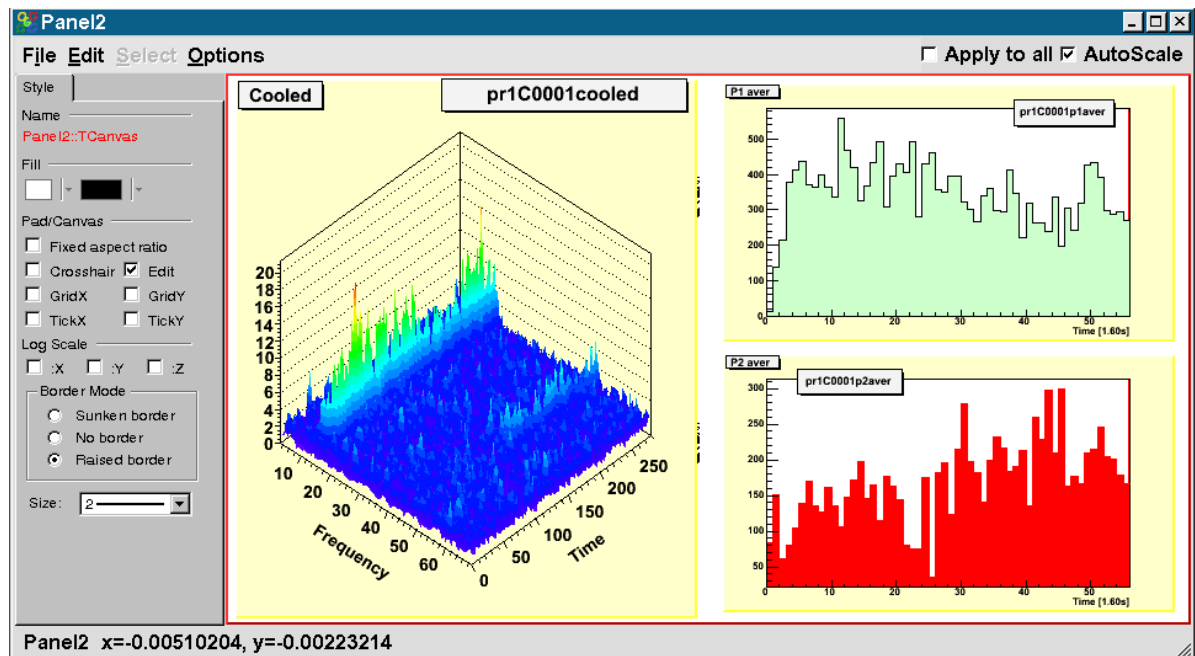 Panel2
File Edit Select Options
Apply to all AutoScale
Style
Name
Panel2::TCanvas
Fill
Pad/Canvas
Fixed aspect ratio
Crosshair Edit
GridX GridY
TickX TickY
Log Scale
:X :Y :Z
Border Mode
Sunken border
No border
Raised border
Size: 2
Cooled
pr1C0001cooled
20
18
16
14
12
10
8
6
4
2
0
10
20
30
40
50
60
Frequency
0
50
100
150
200
250
Time
P1 aver
pr1C0001p1aver
500
400
300
200
100
0
0 10 20 30 40 50
Time [1.60s]
P2 aver
pr1C0001p2aver
300
250
200
150
100
50
0 10 20 30 40 50
Time [1.60s]
Panel2 x=-0.00510204, y=-0.00223214